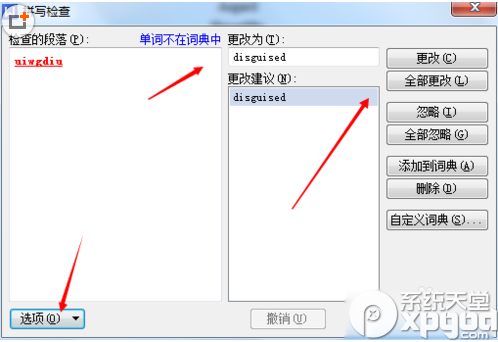 拼写检查
检查的段落(P):
单词不在词典中
更改为(T):
uiwgdiu
disguised
更改建议(N):
disguised
更改(C)
全部更改(L)
忽略(I)
全部忽略(G)
添加到词典(A)
删除(D)
自定义词典(S)...
选项(O)
撤销(U)
系统天堂
xpgod.com